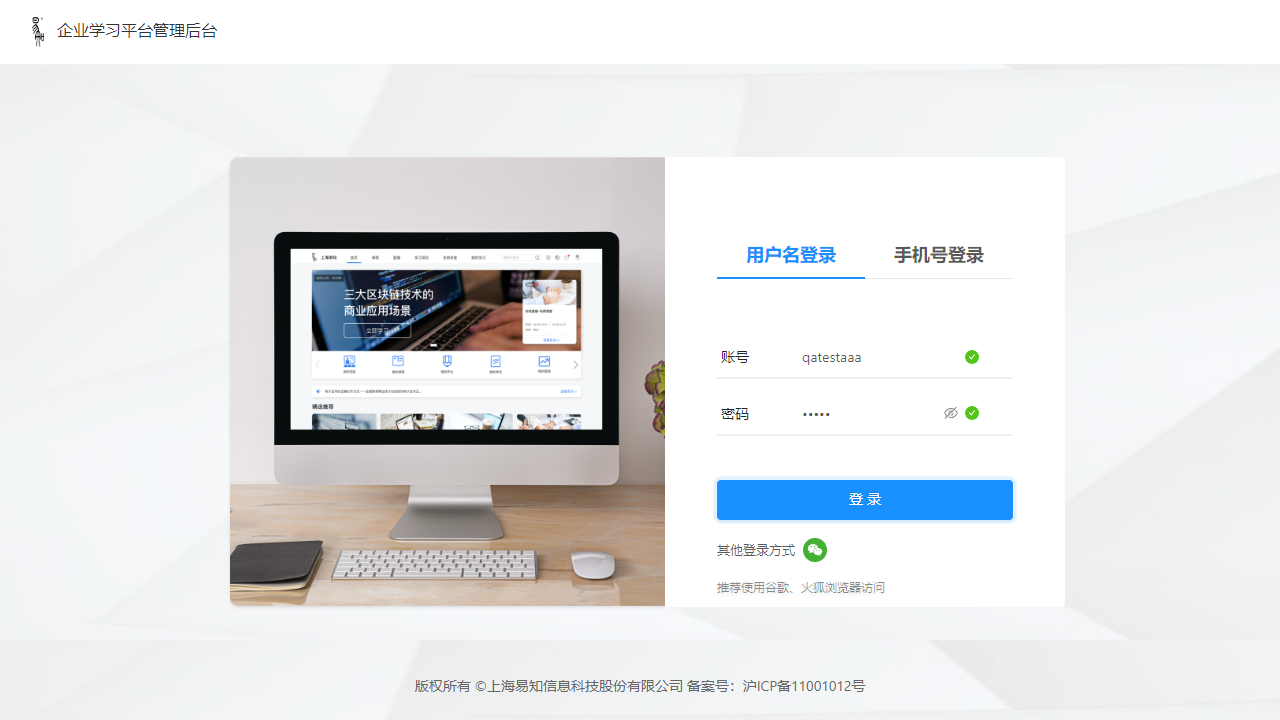 企业学习平台管理后台
用户名登录
手机号登录
三大区块链技术的
商业应用场景
立即学习
精选推荐
账号
qatestaaa
密码
•••••
登 录
其他登录方式
推荐使用谷歌、火狐浏览器访问
版权所有 ©上海易知信息科技股份有限公司 备案号：沪ICP备11001012号